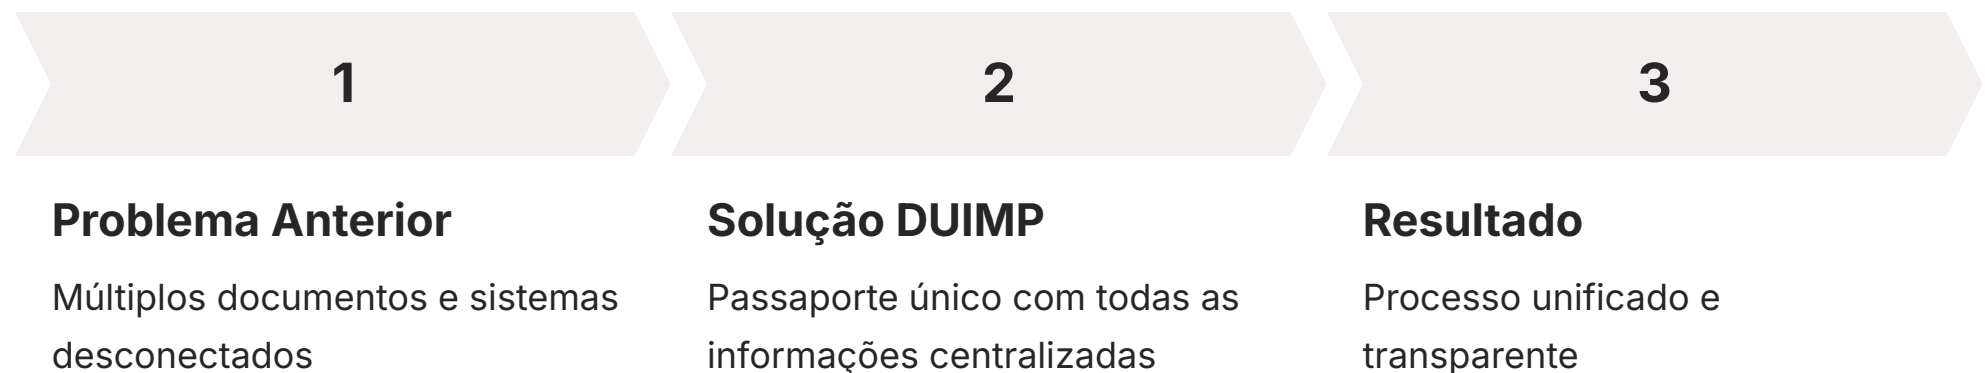 1
2
3
Problema Anterior
Múltiplos documentos e sistemas
desconectados
Solução DUIMP
Passaporte único com todas as
informações centralizadas
Resultado
Processo unificado e
transparente